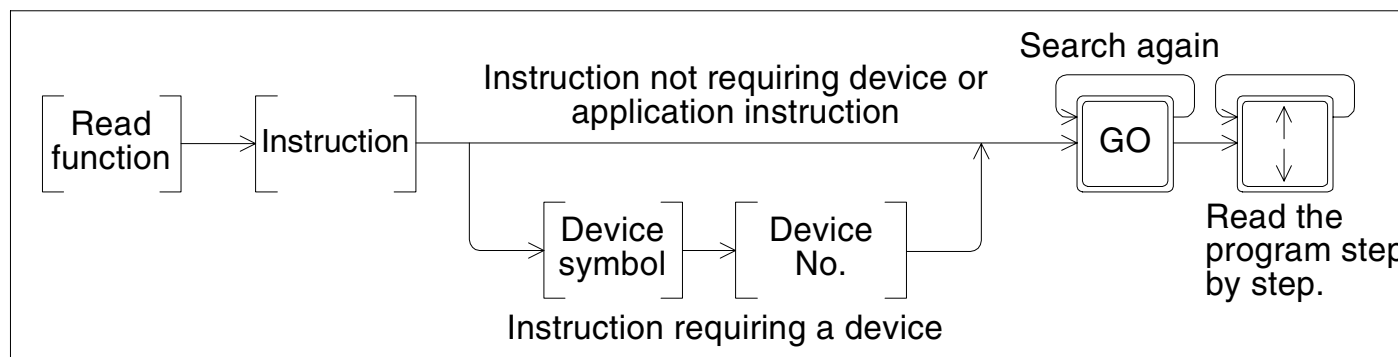 Search again
Instruction not requiring device or
application instruction
Read
function
Instruction
GO
Device
symbol
Device
No.
Read the
program step
by step.
Instruction requiring a device